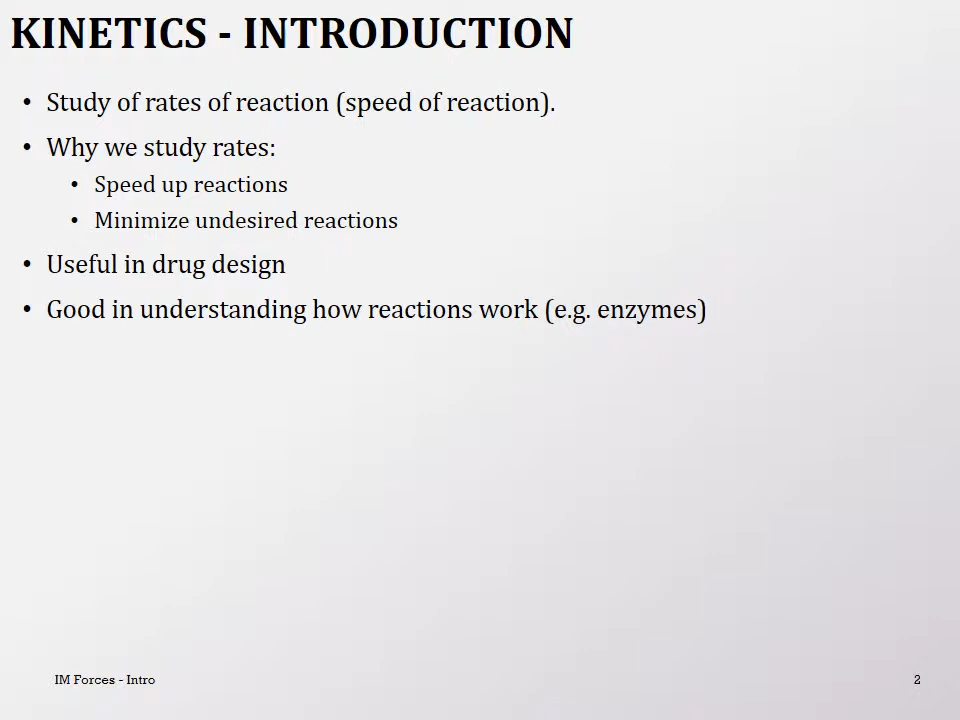 KINETICS - INTRODUCTION
• Study of rates of reaction (speed of reaction).
• Why we study rates:
• Speed up reactions
• Minimize undesired reactions
• Useful in drug design
• Good in understanding how reactions work (e.g. enzymes)
IM Forces - Intro
2